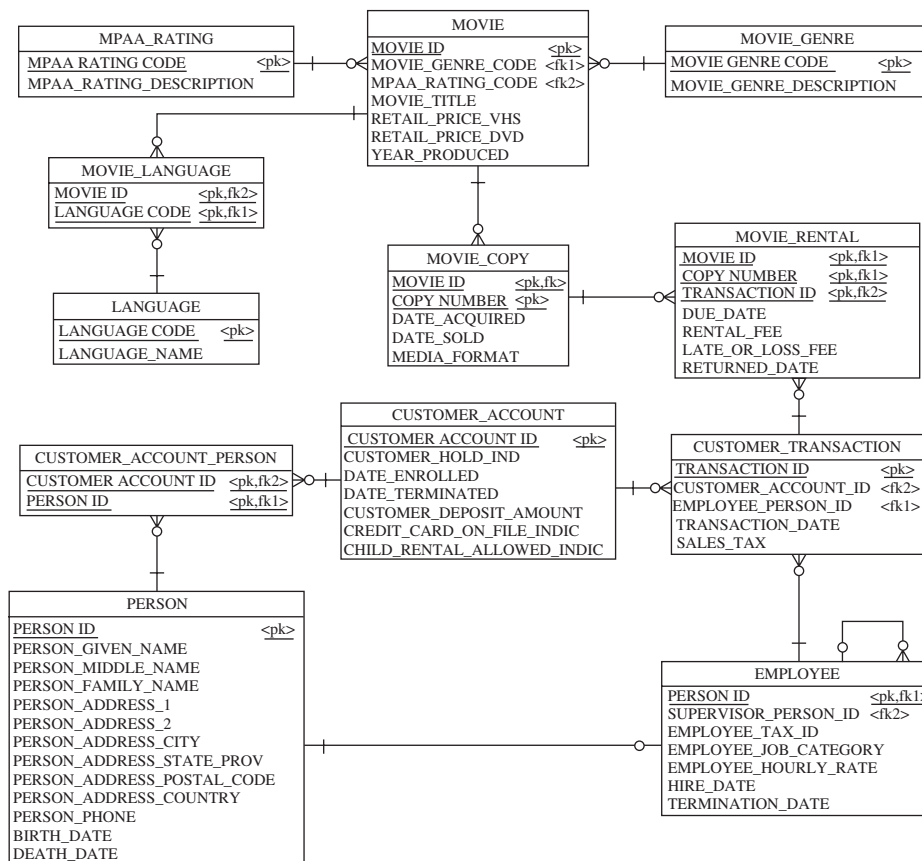 MPAA_RATING
MPAA RATING CODE <pk>
MPAA_RATING_DESCRIPTION
MOVIE
MOVIE ID <pk>
MOVIE_GENRE_CODE <fk1>
MPAA_RATING_CODE <fk2>
MOVIE_TITLE
RETAIL_PRICE_VHS
RETAIL_PRICE_DVD
YEAR_PRODUCED
MOVIE_GENRE
MOVIE GENRE CODE <pk>
MOVIE_GENRE_DESCRIPTION
MOVIE_LANGUAGE
MOVIE ID <pk,fk2>
LANGUAGE CODE <pk,fk1>
LANGUAGE
LANGUAGE CODE <pk>
LANGUAGE_NAME
MOVIE_COPY
MOVIE ID <pk,fk>
COPY NUMBER <pk>
DATE_ACQUIRED
DATE_SOLD
MEDIA_FORMAT
MOVIE_RENTAL
MOVIE ID <pk,fk1>
COPY NUMBER <pk,fk1>
TRANSACTION ID <pk,fk2>
DUE_DATE
RENTAL_FEE
LATE_OR_LOSS_FEE
RETURNED_DATE
CUSTOMER_ACCOUNT_PERSON
CUSTOMER ACCOUNT ID <pk,fk2>
PERSON ID <pk,fk1>
CUSTOMER_ACCOUNT
CUSTOMER ACCOUNT ID <pk>
CUSTOMER_HOLD_IND
DATE_ENROLLED
DATE_TERMINATED
CUSTOMER_DEPOSIT_AMOUNT
CREDIT_CARD_ON_FILE_INDIC
CHILD_RENTAL_ALLOWED_INDIC
CUSTOMER_TRANSACTION
TRANSACTION ID <pk>
CUSTOMER_ACCOUNT_ID <fk2>
EMPLOYEE_PERSON_ID <fk1>
TRANSACTION_DATE
SALES_TAX
PERSON
PERSON ID <pk>
PERSON_GIVEN_NAME
PERSON_MIDDLE_NAME
PERSON_FAMILY_NAME
PERSON_ADDRESS_1
PERSON_ADDRESS_2
PERSON_ADDRESS_CITY
PERSON_ADDRESS_STATE_PROV
PERSON_ADDRESS_POSTAL_CODE
PERSON_ADDRESS_COUNTRY
PERSON_PHONE
BIRTH_DATE
DEATH_DATE
EMPLOYEE
PERSON ID <pk,fk1>
SUPERVISOR_PERSON_ID <fk2>
EMPLOYEE_TAX_ID
EMPLOYEE_JOB_CATEGORY
EMPLOYEE_HOURLY_RATE
HIRE_DATE
TERMINATION_DATE